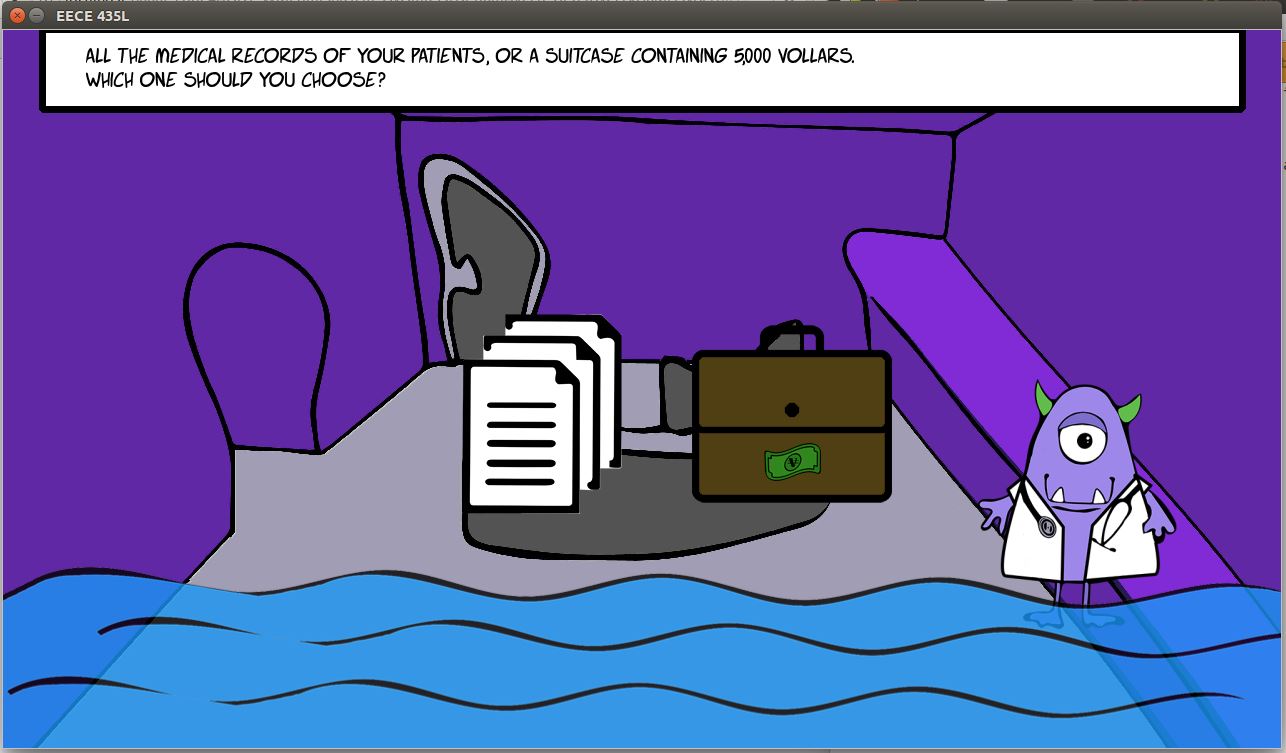 EECE 435L
ALL THE MEDICAL RECORDS OF YOUR PATIENTS, OR A SUITCASE CONTAINING 5,000 VOLLARS.
WHICH ONE SHOULD YOU CHOOSE?
V